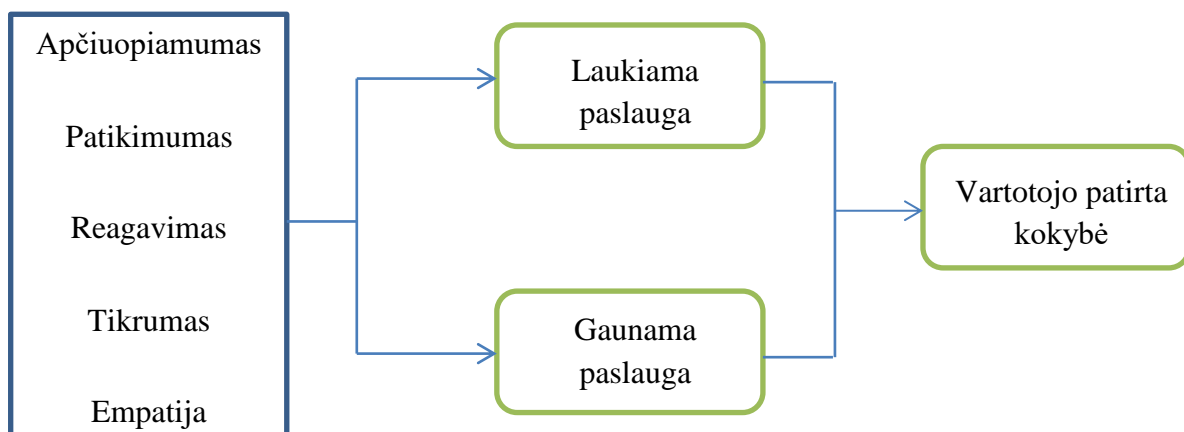 Apčiuopiamumas
Patikimumas
Reagavimas
Tikrumas
Empatija
Laukiama
paslauga
Gaunama
paslauga
Vartotojo patirta
kokybė